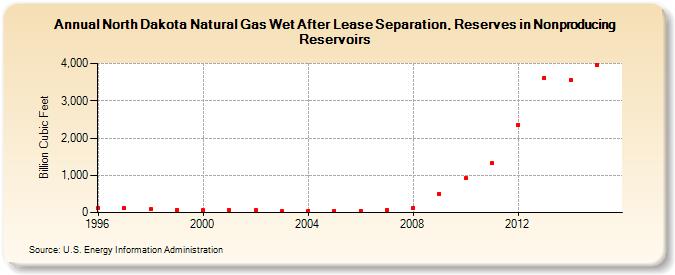 Annual North Dakota Natural Gas Wet After Lease Separation, Reserves in Nonproducing
Reservoirs
Billion Cubic Feet
4,000
3,000
2,000
1,000
0
1996 2000 2004 2008 2012
Source: U.S. Energy Information Administration